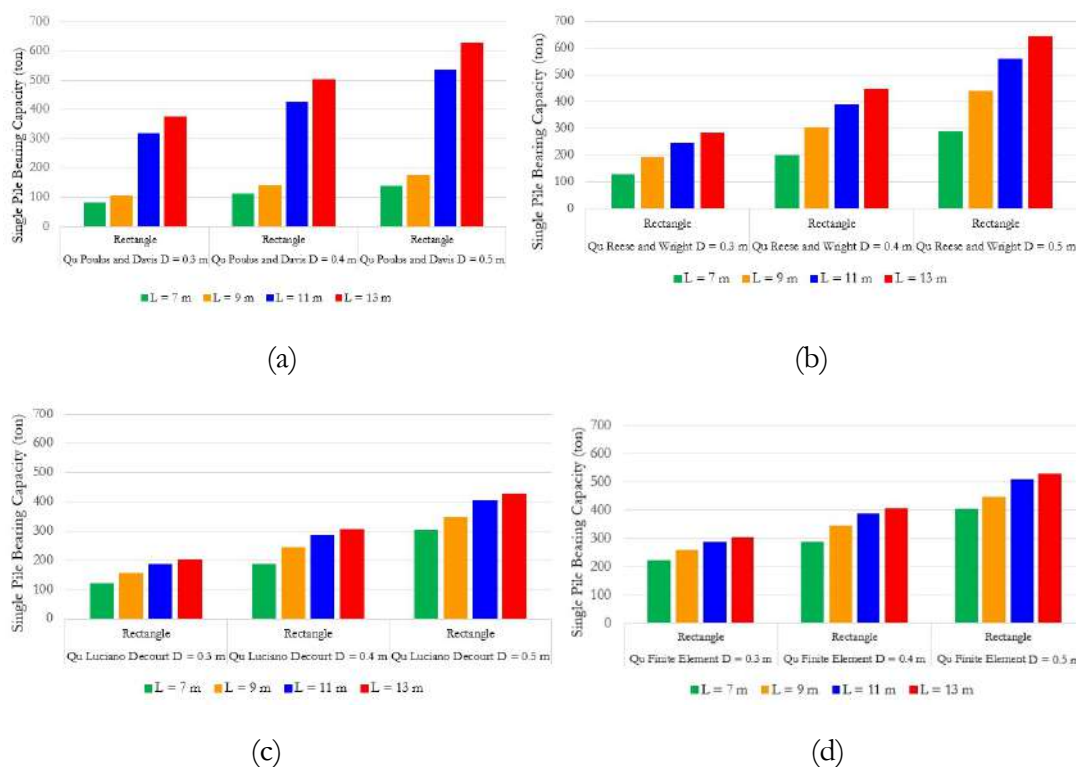 700
600
500
400
300
200
100
0
Single Pile Bearing Capacity (ton)
Rectangle Rectangle Rectangle
Qu Poulos and Davis D = 0.3 m Qu Poulos and Davis D = 0.4 m Qu Poulos and Davis D = 0.5 m
L = 7 m L = 9 m L = 11 m L = 13 m
(a)
700
600
500
400
300
200
100
0
Single Pile Bearing Capacity (ton)
Rectangle Rectangle Rectangle
Qu Reese and Wright D = 0.3 m Qu Reese and Wright D = 0.4 m Qu Reese and Wright D = 0.5 m
L = 7 m L = 9 m L = 11 m L = 13 m
(b)
700
600
500
400
300
200
100
0
Single Pile Bearing Capacity (ton)
Rectangle Rectangle Rectangle
Qu Luciano Decourt D = 0.3 m Qu Luciano Decourt D = 0.4 m Qu Luciano Decourt D = 0.5 m
L = 7 m L = 9 m L = 11 m L = 13 m
(c)
700
600
500
400
300
200
100
0
Single Pile Bearing Capacity (ton)
Rectangle Rectangle Rectangle
Qu Finite Element D = 0.3 m Qu Finite Element D = 0.4 m Qu Finite Element D = 0.5 m
L = 7 m L = 9 m L = 11 m L = 13 m
(d)